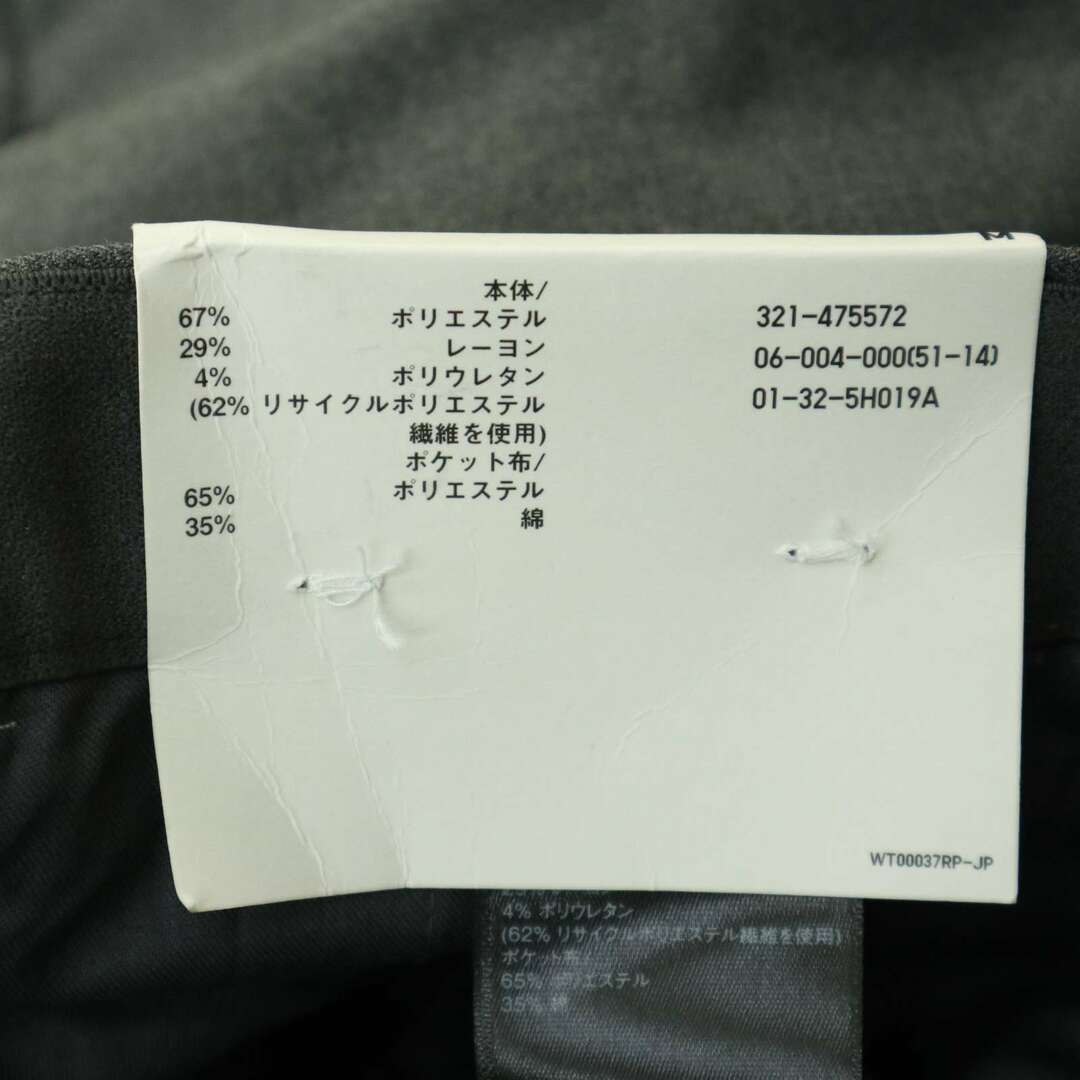 本体/
67% ポリエステル
29% レーヨン
4% ポリウレタン
(62% リサイクルポリエステル
繊維を使用)
ポケット布/
65% ポリエステル
35% 綿
321-475572
06-004-000(51-14)
01-32-5H019A
WT00037RP-JP
4% ポリウレタン
(62% リサイクルポリエステル繊維を使用)
ポケット布/
65% ポリエステル
35% 綿